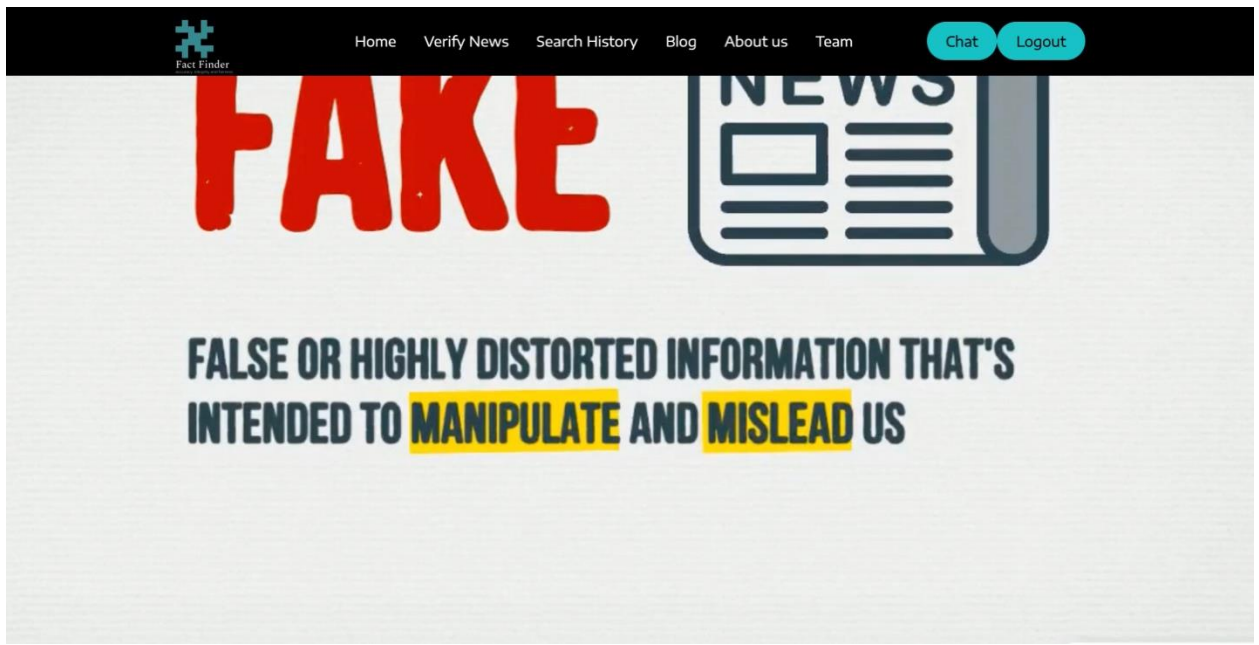 Home Verify News Search History Blog About us Team Chat Logout
Fact Finder
FAKE
NEWS
FALSE OR HIGHLY DISTORTED INFORMATION THAT'S
INTENDED TO MANIPULATE AND MISLEAD US